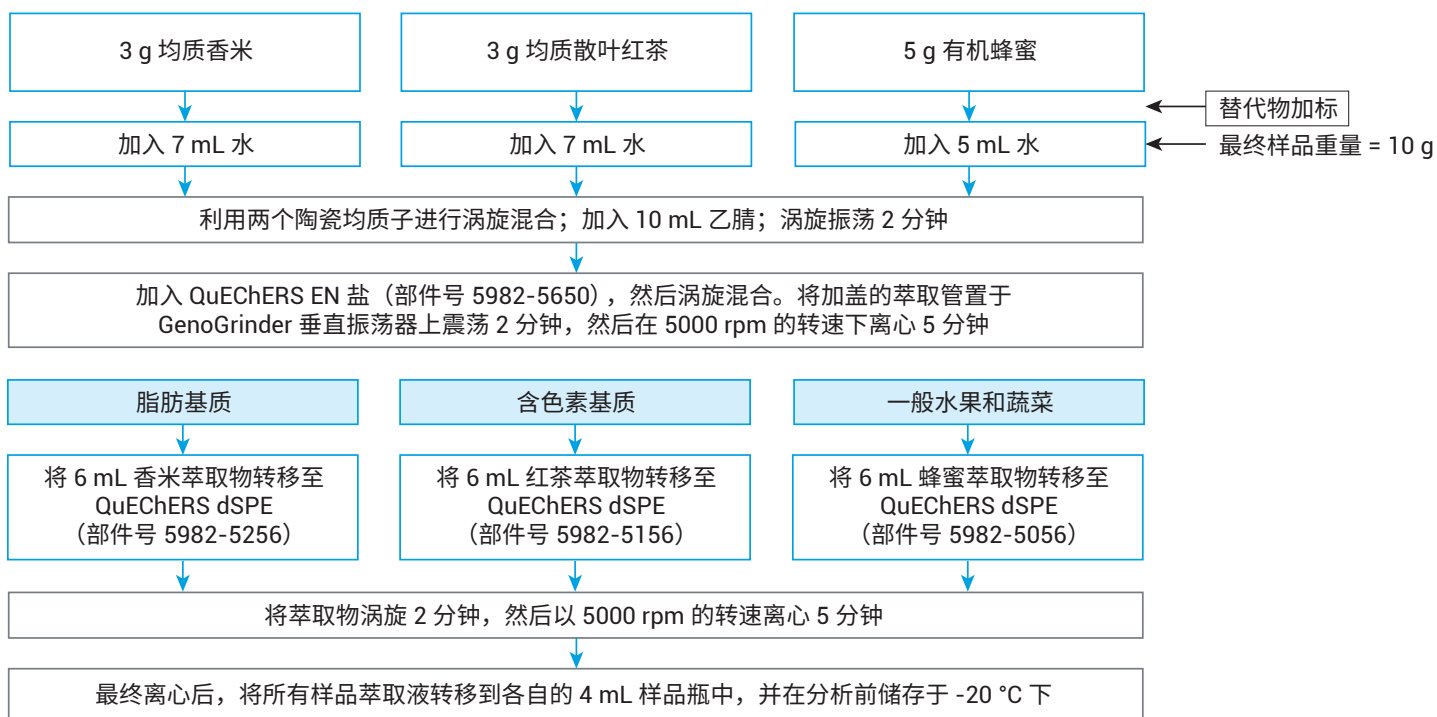 3 g 均质香米
3 g 均质散叶红茶
5 g 有机蜂蜜
替代物加标
加入 7 mL 水
加入 7 mL 水
加入 5 mL 水
最终样品重量 = 10 g
利用两个陶瓷均质子进行涡旋混合；加入 10 mL 乙腈；涡旋振荡 2 分钟
加入 QuEChERS EN 盐（部件号 5982-5650），然后涡旋混合。将加盖的萃取管置于
GenoGrinder 垂直振荡器上震荡 2 分钟，然后在 5000 rpm 的转速下离心 5 分钟
脂肪基质
含色素基质
一般水果和蔬菜
将 6 mL 香米萃取物转移至
QuEChERS dSPE
（部件号 5982-5256）
将 6 mL 红茶萃取物转移至
QuEChERS dSPE
（部件号 5982-5156）
将 6 mL 蜂蜜萃取物转移至
QuEChERS dSPE
（部件号 5982-5056）
将萃取物涡旋 2 分钟，然后以 5000 rpm 的转速离心 5 分钟
最终离心后，将所有样品萃取液转移到各自的 4 mL 样品瓶中，并在分析前储存于 -20 °C 下